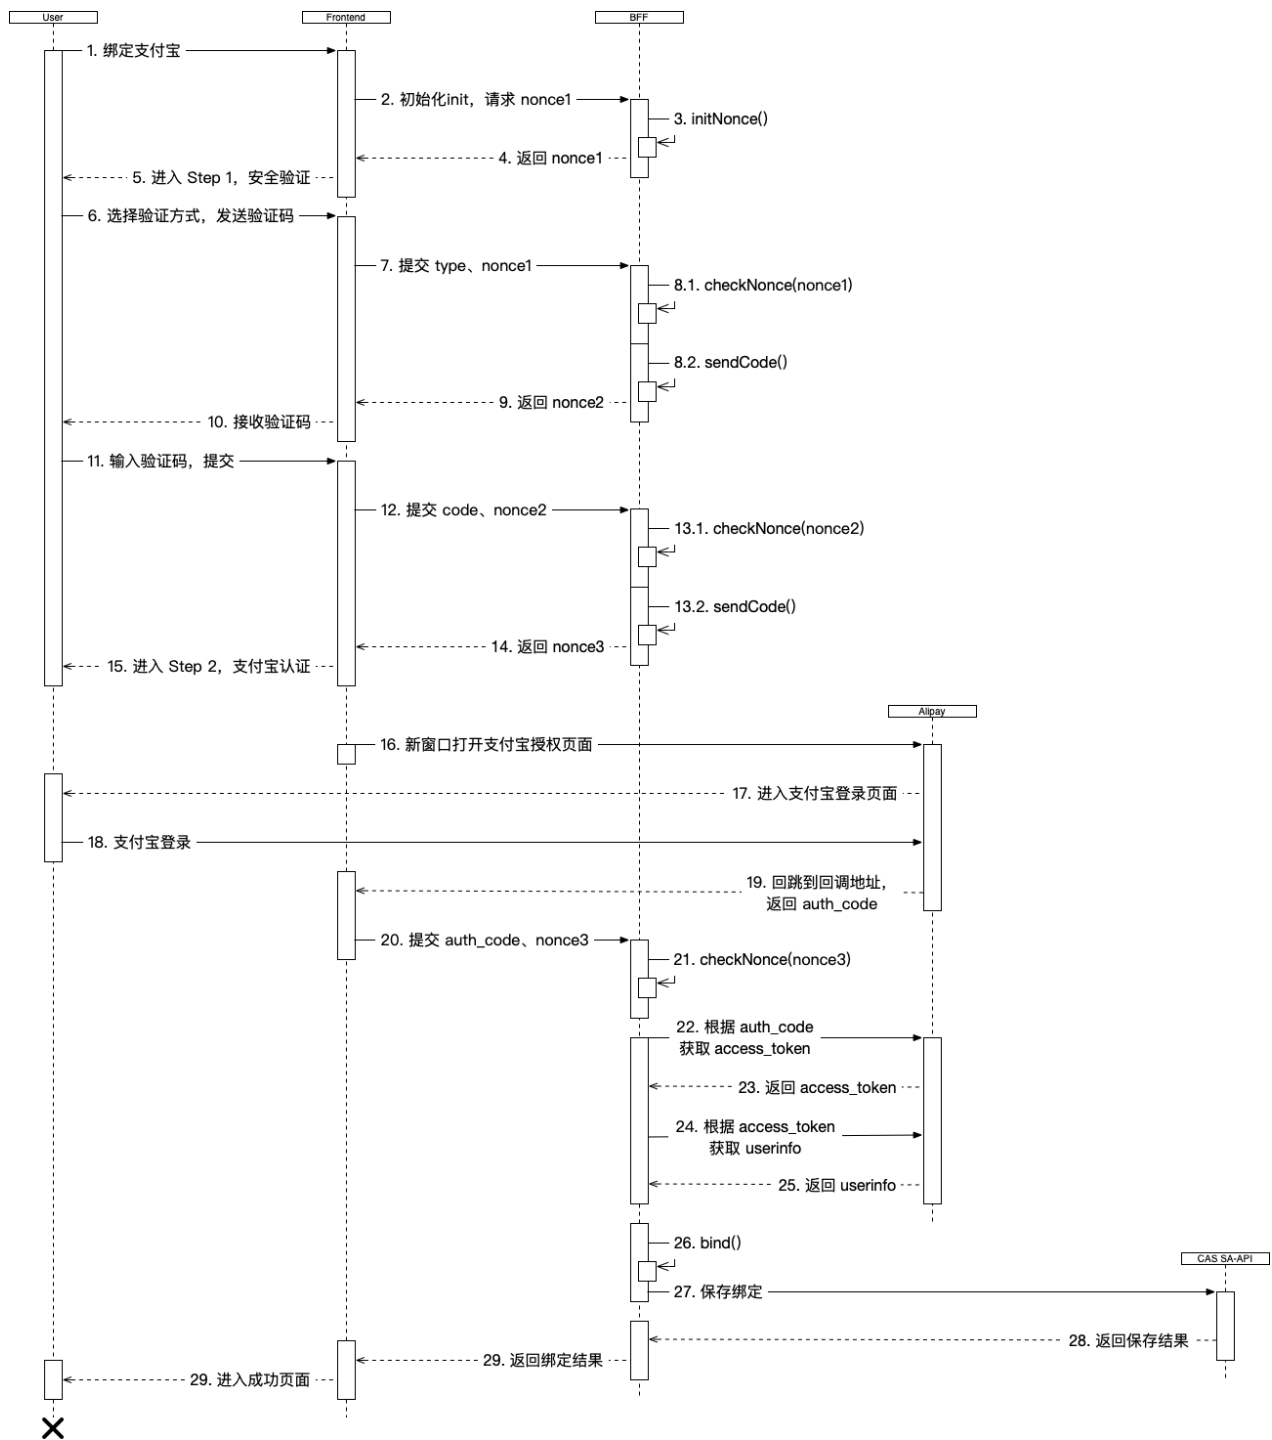 User
Frontend
BFF
1. 绑定支付宝
2. 初始化init，请求 nonce1
3. initNonce()
4. 返回 nonce1
5. 进入 Step 1，安全验证
6. 选择验证方式，发送验证码
7. 提交 type、nonce1
8.1. checkNonce(nonce1)
8.2. sendCode()
9. 返回 nonce2
10. 接收验证码
11. 输入验证码，提交
12. 提交 code、nonce2
13.1. checkNonce(nonce2)
13.2. sendCode()
14. 返回 nonce3
15. 进入 Step 2，支付宝认证
Alipay
16. 新窗口打开支付宝授权页面
17. 进入支付宝登录页面
18. 支付宝登录
19. 回跳到回调地址，
返回 auth_code
20. 提交 auth_code、nonce3
21. checkNonce(nonce3)
22. 根据 auth_code
获取 access_token
23. 返回 access_token
24. 根据 access_token
获取 userinfo
25. 返回 userinfo
26. bind()
CAS SA-API
27. 保存绑定
28. 返回保存结果
29. 返回绑定结果
29. 进入成功页面